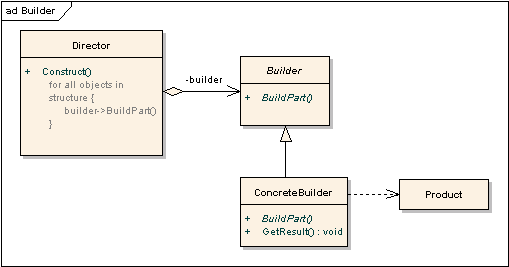 ad Builder
Director
+ Construct()
for all objects in
structure {
builder->BuildPart()
}
-builder
Builder
+ BuildPart()
ConcreteBuilder
+ BuildPart()
+ GetResult() : void
Product